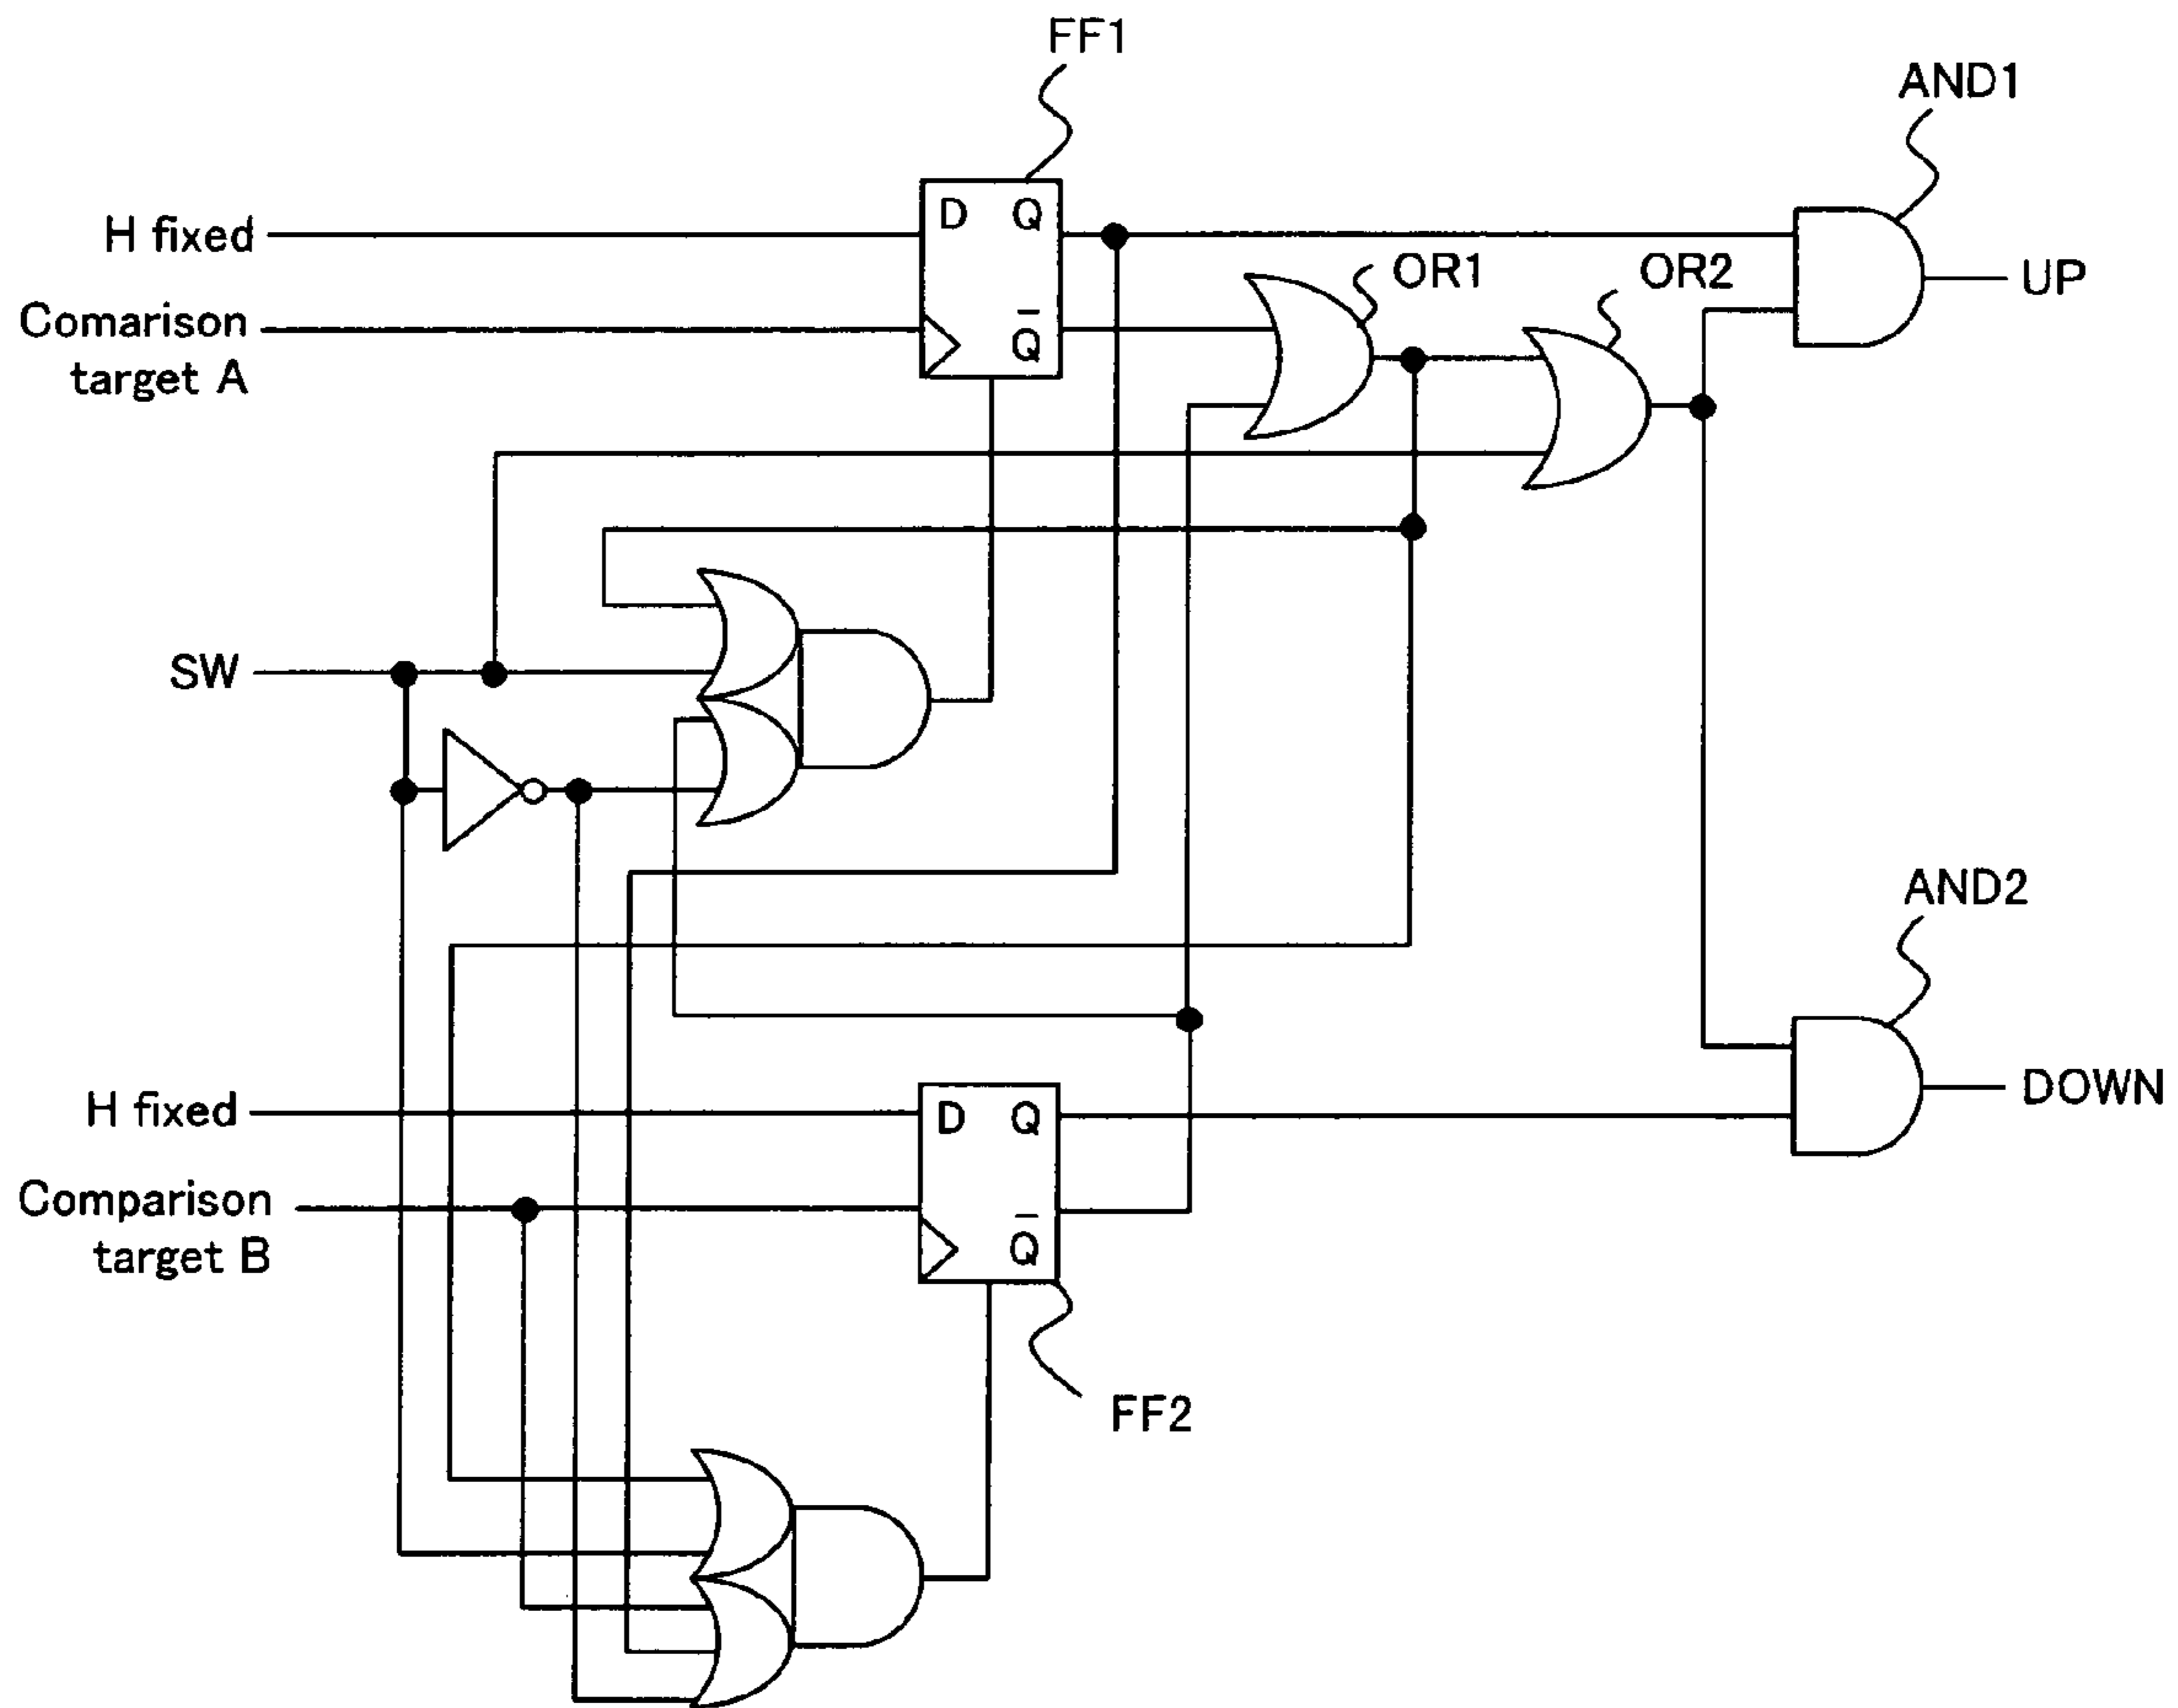 FF1
AND1
D Q
H fixed
OR1
OR2
UP
Comarison
target A
Q̅
SW
AND2
H fixed
D Q
DOWN
Comparison
target B
Q̅
FF2